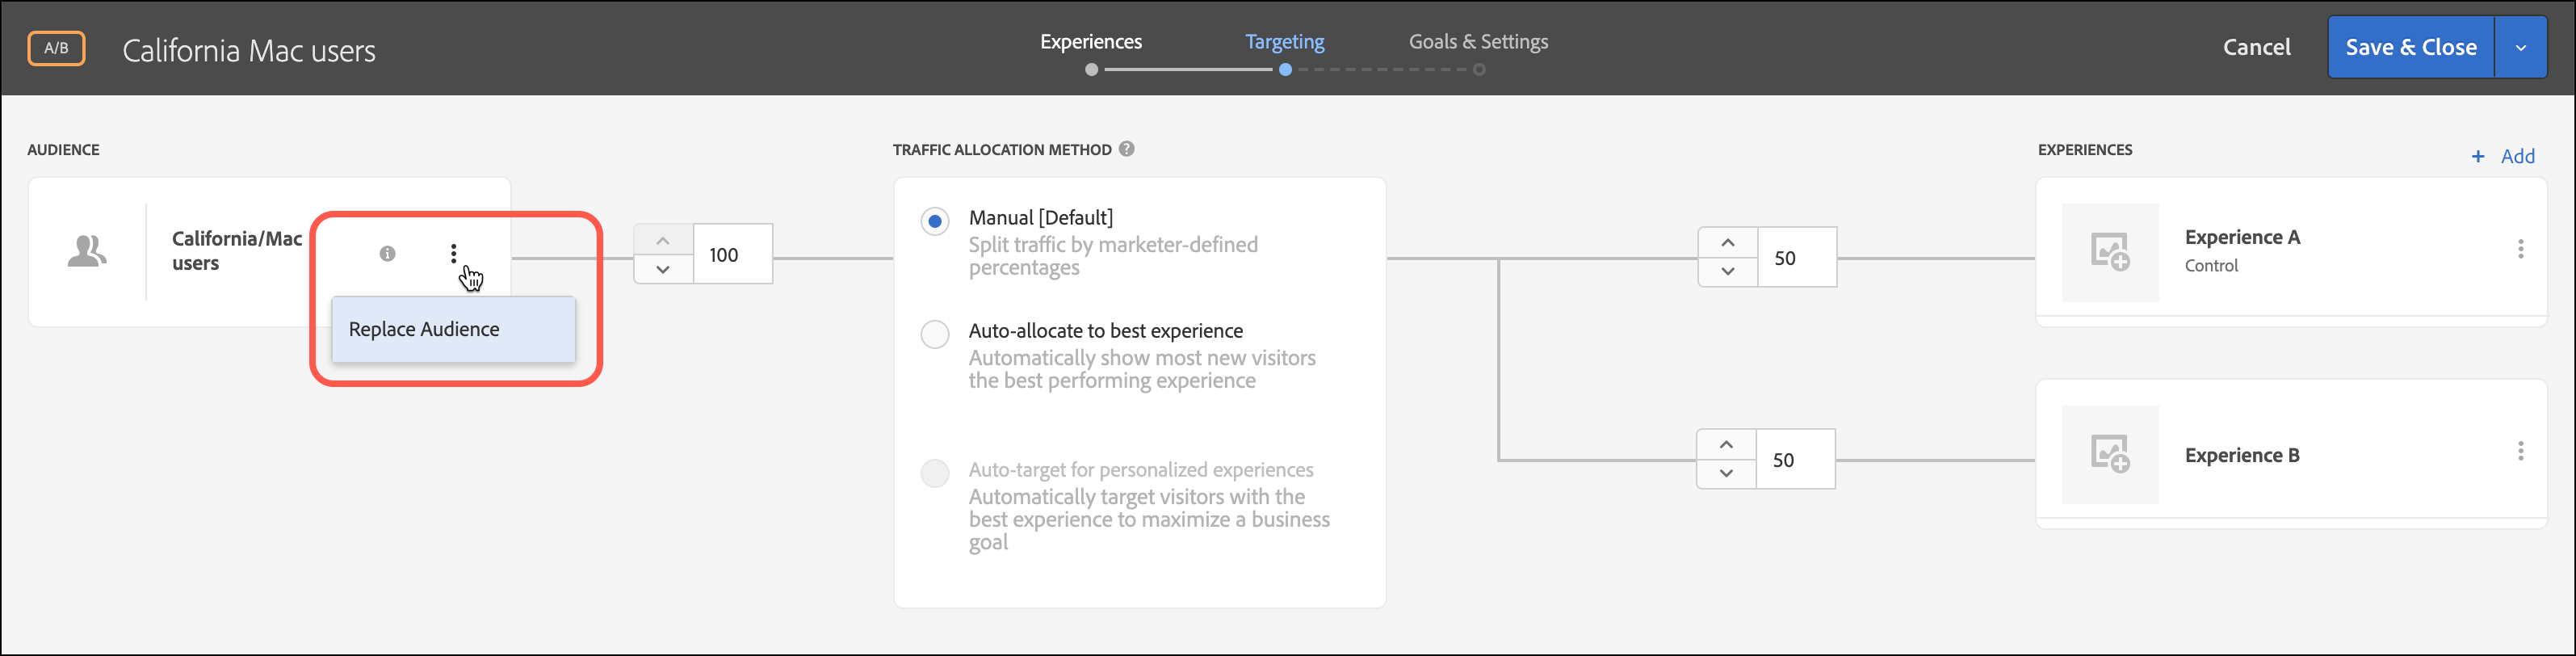 A/B
California Mac users
Experiences
Targeting
Goals & Settings
Cancel
Save & Close
AUDIENCE
California/Mac
users
Replace Audience
100
TRAFFIC ALLOCATION METHOD ?
Manual [Default]
Split traffic by marketer-defined
percentages
Auto-allocate to best experience
Automatically show most new visitors
the best performing experience
Auto-target for personalized experiences
Automatically target visitors with the
best experience to maximize a business
goal
50
50
EXPERIENCES
+ Add
Experience A
Control
Experience B